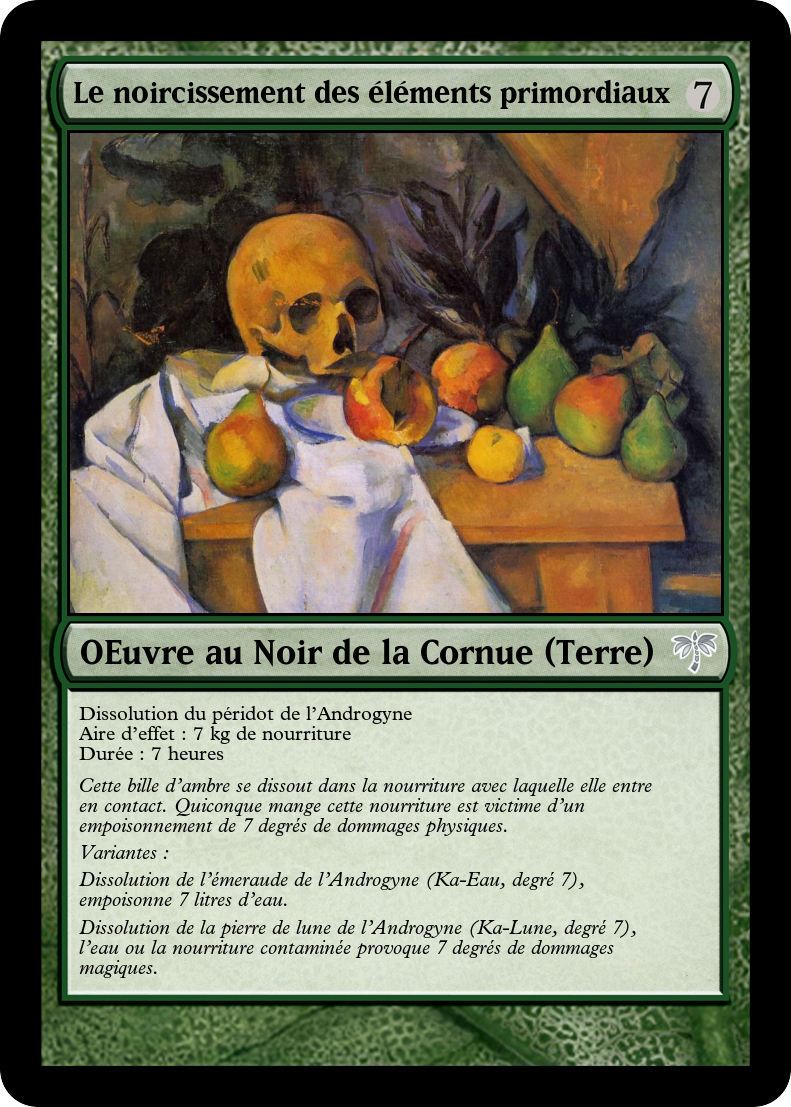 Le noircissement des éléments primordiaux 7
OEuvre au Noir de la Cornue (Terre)
Dissolution du péridot de l'Androgyne
Aire d'effet : 7 kg de nourriture
Durée : 7 heures
Cette bille d'ambre se dissout dans la nourriture avec laquelle elle entre
en contact. Quiconque mange cette nourriture est victime d'un
empoisonnement de 7 degrés de dommages physiques.
Variantes :
Dissolution de l'émeraude de l'Androgyne (Ka-Eau, degré 7),
empoisonne 7 litres d'eau.
Dissolution de la pierre de lune de l'Androgyne (Ka-Lune, degré 7),
l'eau ou la nourriture contaminée provoque 7 degrés de dommages
magiques.